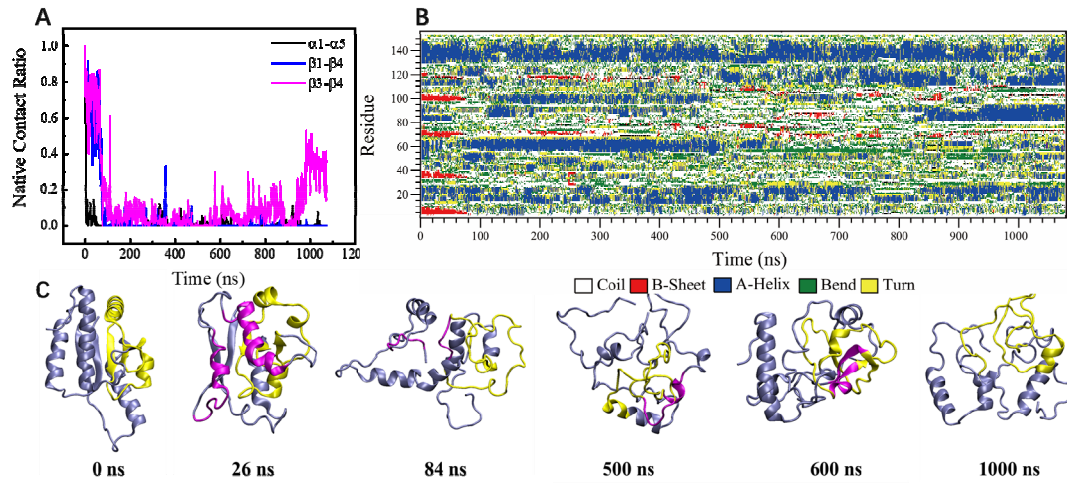 A
Native Contact Ratio
1.0
0.8
0.6
0.4
0.2
0.0
α1-α5
β1-β4
β3-β4
0 200 400 600 800 1000 1200
Time (ns)
B
Residue
140
120
100
80
60
40
20
0 100 200 300 400 500 600 700 800 900 1000
Time (ns)
Coil B-Sheet A-Helix Bend Turn
C
0 ns 26 ns 84 ns 500 ns 600 ns 1000 ns